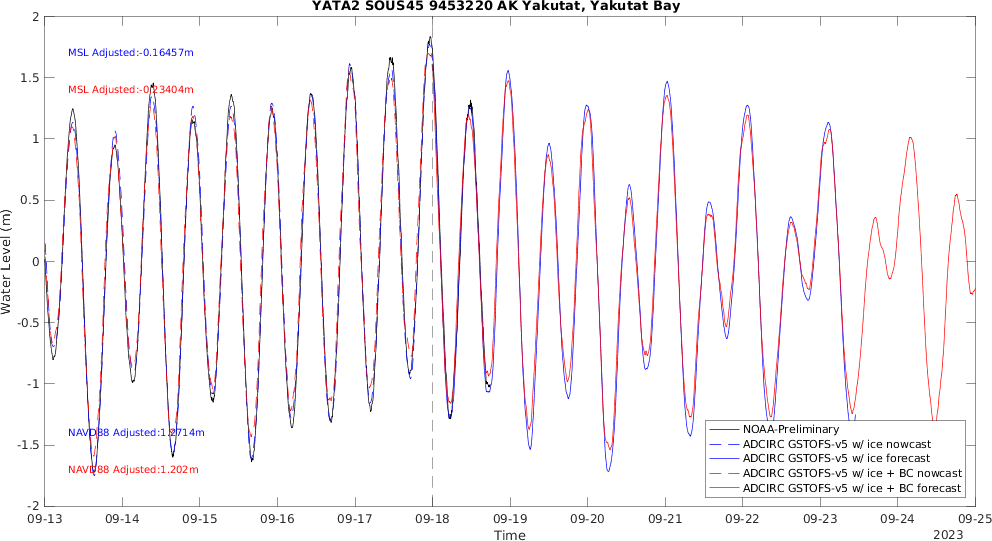 YATA2 SOUS45 9453220 AK Yakutat, Yakutat Bay
2
1.5
1
0.5
0
-0.5
-1
-1.5
-2
Water Level (m)
MSL Adjusted:-0.16457m
MSL Adjusted:-0.23404m
NAVD88 Adjusted:1.2714m
NAVD88 Adjusted:1.202m
NOAA-Preliminary
ADCIRC GSTOFS-v5 w/ ice nowcast
ADCIRC GSTOFS-v5 w/ ice forecast
ADCIRC GSTOFS-v5 w/ ice + BC nowcast
ADCIRC GSTOFS-v5 w/ ice + BC forecast
09-13 09-14 09-15 09-16 09-17 09-18 09-19 09-20 09-21 09-22 09-23 09-24 09-25
Time
2023